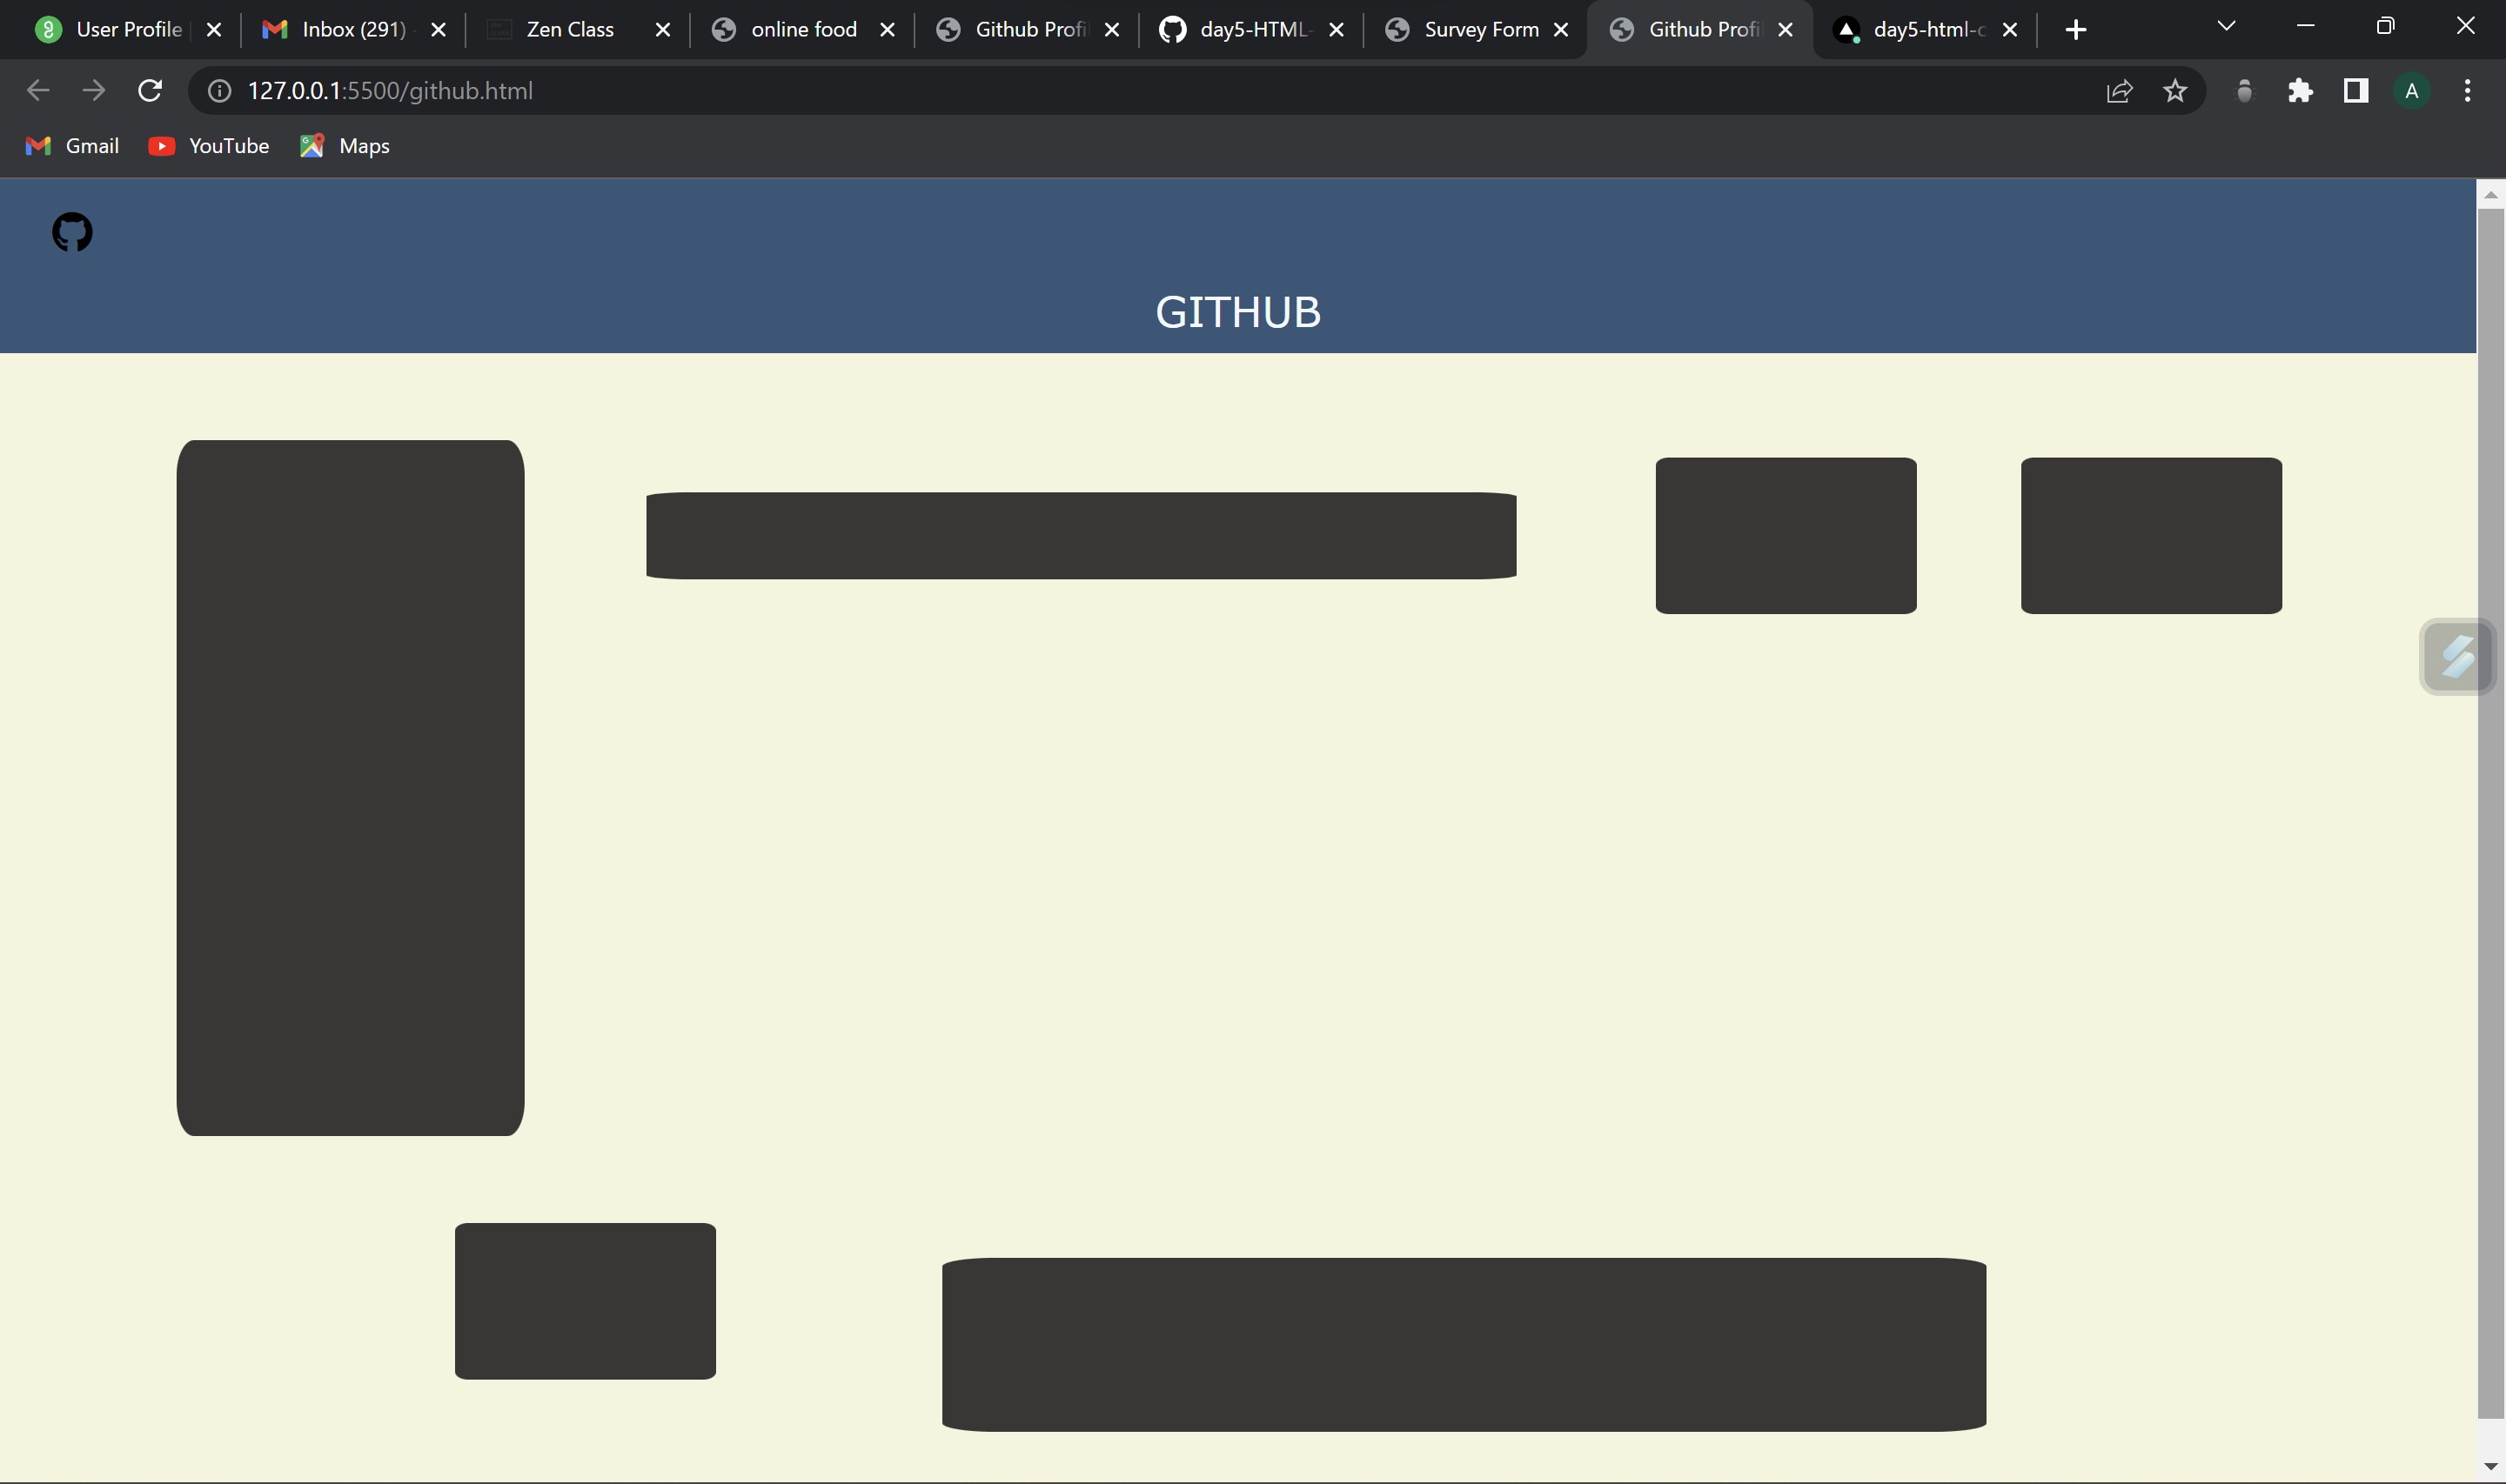 User Profile Inbox (291) Zen Class online food Github Profi day5-HTML- Survey Form Github Profi day5-html-c
127.0.0.1:5500/github.html A
Gmail YouTube Maps
GITHUB